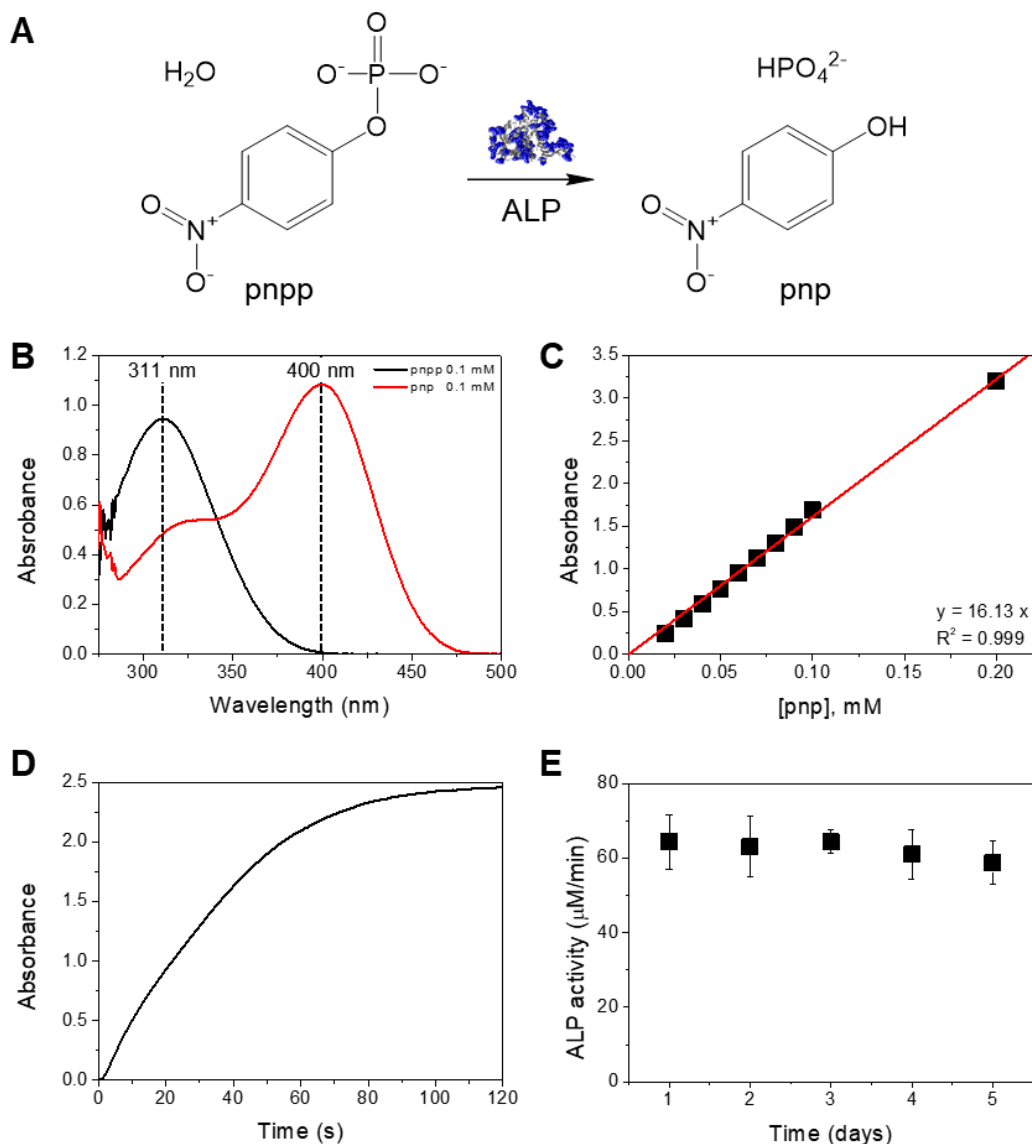 A
H₂O
O
O⁻
P
O⁻
O
O
N⁺
O⁻
pnpp
ALP
HPO₄²⁻
OH
O
N⁺
O⁻
pnp
B
311 nm
400 nm
pnpp 0.1 mM
pnp 0.1 mM
1.2
1.0
0.8
0.6
0.4
0.2
0.0
Absrobance
300
350
400
450
500
Wavelength (nm)
C
3.5
3.0
2.5
2.0
1.5
1.0
0.5
0.0
Absorbance
y = 16.13 x
R² = 0.999
0.00
0.05
0.10
0.15
0.20
[pnp], mM
D
2.5
2.0
1.5
1.0
0.5
0.0
Absorbance
0
20
40
60
80
100
120
Time (s)
E
80
60
40
20
0
ALP activity (μM/min)
1
2
3
4
5
Time (days)